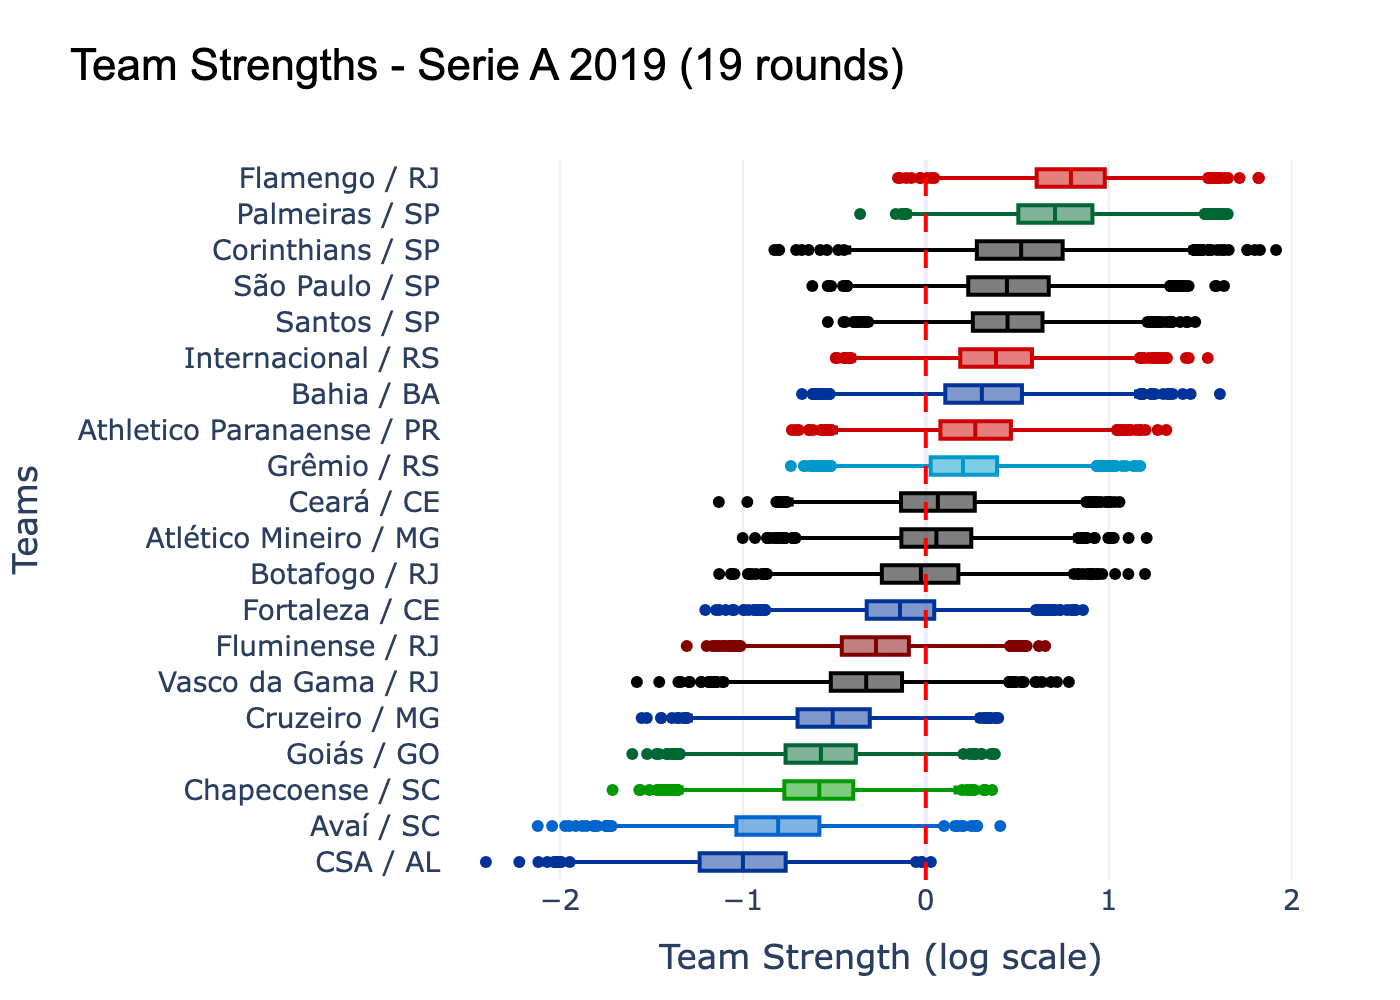 Team Strengths - Serie A 2019 (19 rounds)
Flamengo / RJ
Palmeiras / SP
Corinthians / SP
São Paulo / SP
Santos / SP
Internacional / RS
Bahia / BA
Athletico Paranaense / PR
Grêmio / RS
Ceará / CE
Atlético Mineiro / MG
Botafogo / RJ
Fortaleza / CE
Fluminense / RJ
Vasco da Gama / RJ
Cruzeiro / MG
Goiás / GO
Chapecoense / SC
Avaí / SC
CSA / AL
Teams
−2 −1 0 1 2
Team Strength (log scale)